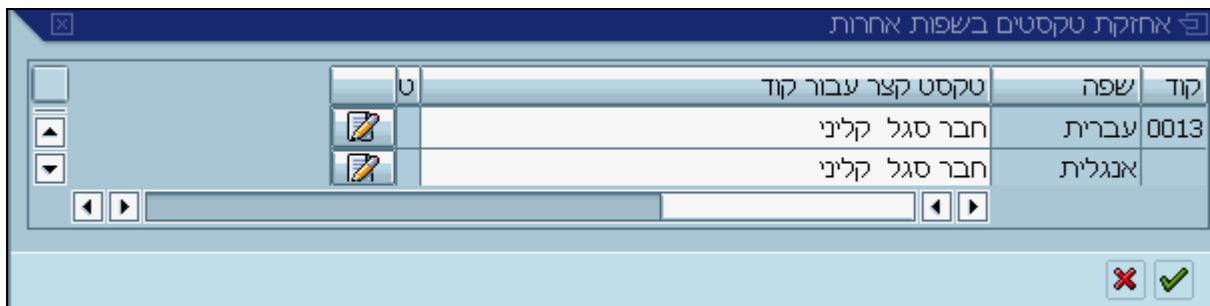 אחזקת טקסטים בשפות אחרות
קוד שפה טקסט קצר עבור קוד ט
0013 עברית חבר סגל קליני
אנגלית חבר סגל קליני